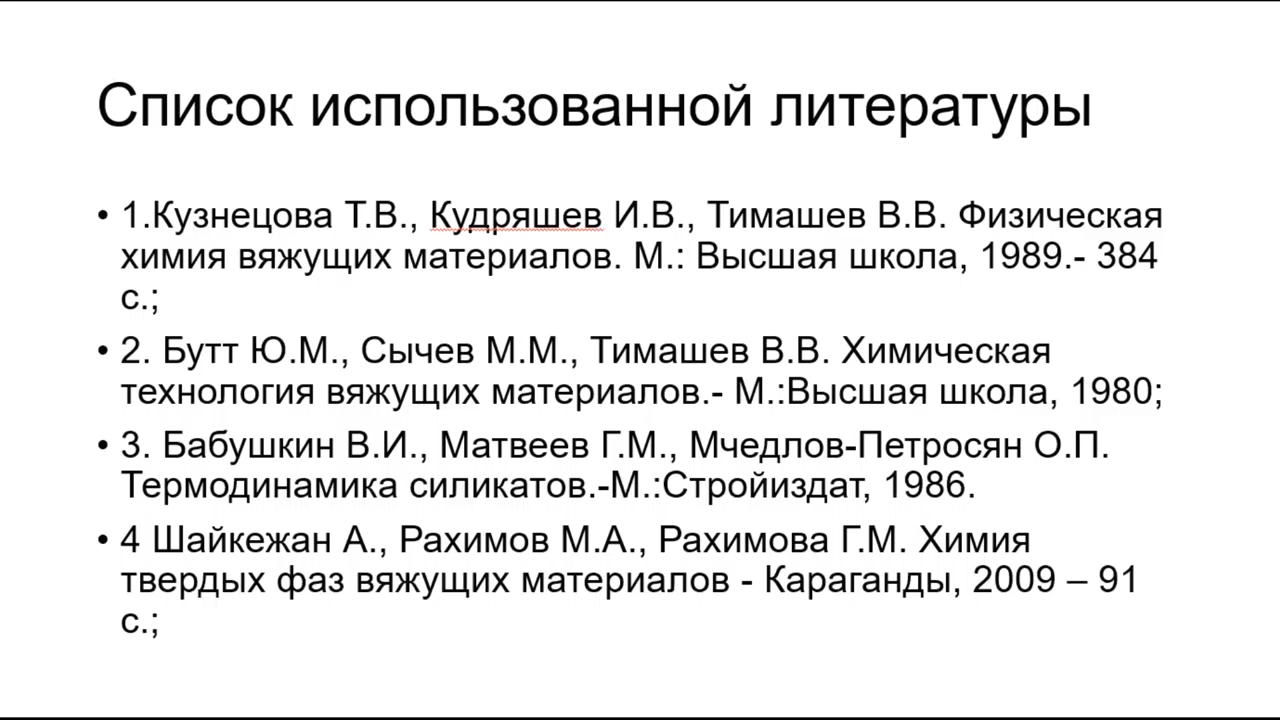 Список использованной литературы
• 1.Кузнецова Т.В., Кудряшев И.В., Тимашев В.В. Физическая
химия вяжущих материалов. М.: Высшая школа, 1989.- 384
с.;
• 2. Бутт Ю.М., Сычев М.М., Тимашев В.В. Химическая
технология вяжущих материалов.- М.:Высшая школа, 1980;
• 3. Бабушкин В.И., Матвеев Г.М., Мчедлов-Петросян О.П.
Термодинамика силикатов.-М.:Стройиздат, 1986.
• 4 Шайкежан А., Рахимов М.А., Рахимова Г.М. Химия
твердых фаз вяжущих материалов - Караганды, 2009 – 91
с.;